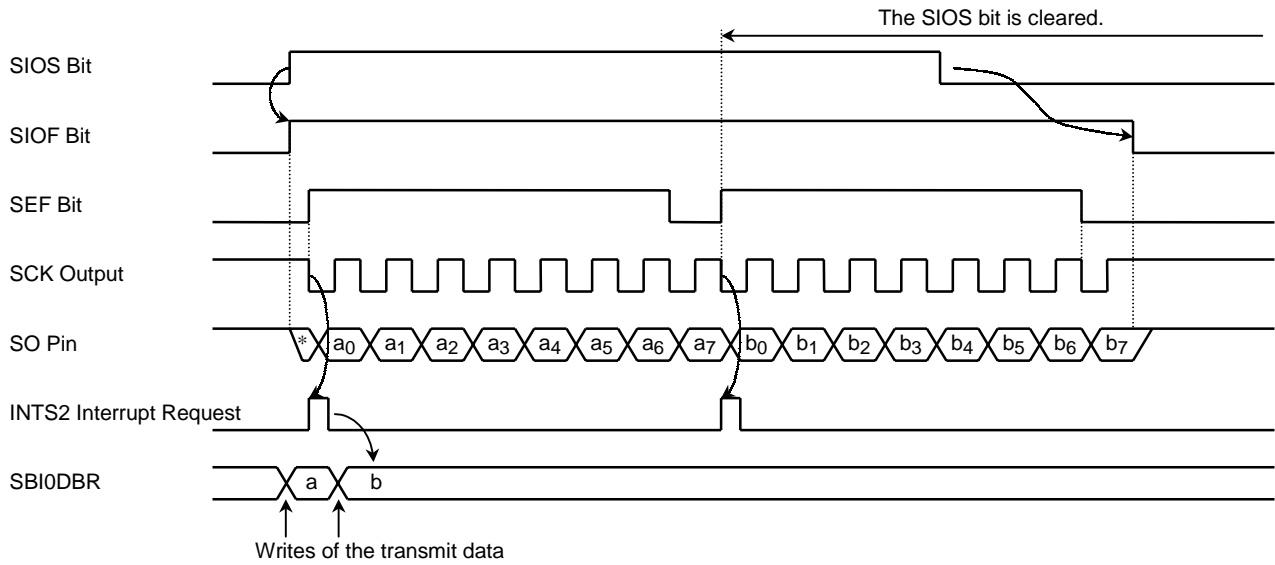 The SIOS bit is cleared.
SIOS Bit
SIOF Bit
SEF Bit
SCK Output
SO Pin
* a0 a1 a2 a3 a4 a5 a6 a7 b0 b1 b2 b3 b4 b5 b6 b7
INTS2 Interrupt Request
SBI0DBR
a b
Writes of the transmit data